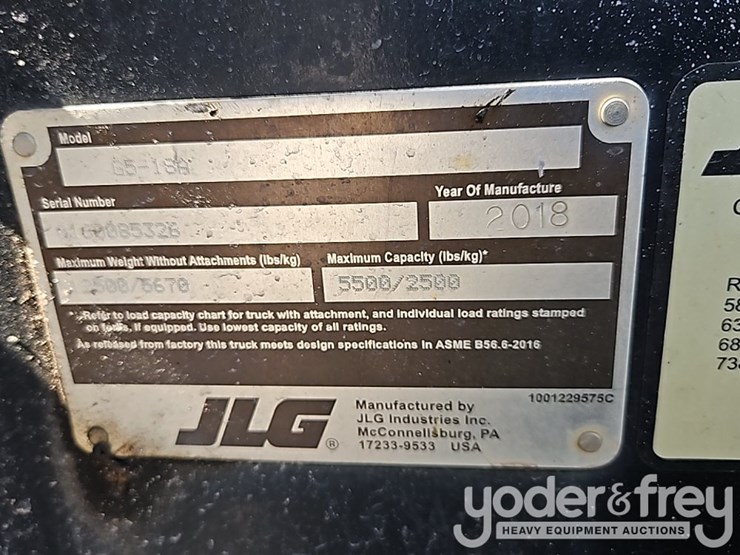 Model
G5-18A
Serial Number
Year Of Manufacture
2018
Maximum Weight Without Attachments (lbs/kg)
Maximum Capacity (lbs/kg)*
5500/2500
*Refer to load capacity chart for truck with attachment, and individual load ratings stamped
on forks, if equipped. Use lowest capacity of all ratings.
As released from factory this truck meets design specifications in ASME B56.6-2016
JLG ®
Manufactured by
JLG Industries Inc.
McConnellsburg, PA
17233-9533 USA
1001229575C
yoder&frey
HEAVY EQUIPMENT AUCTIONS